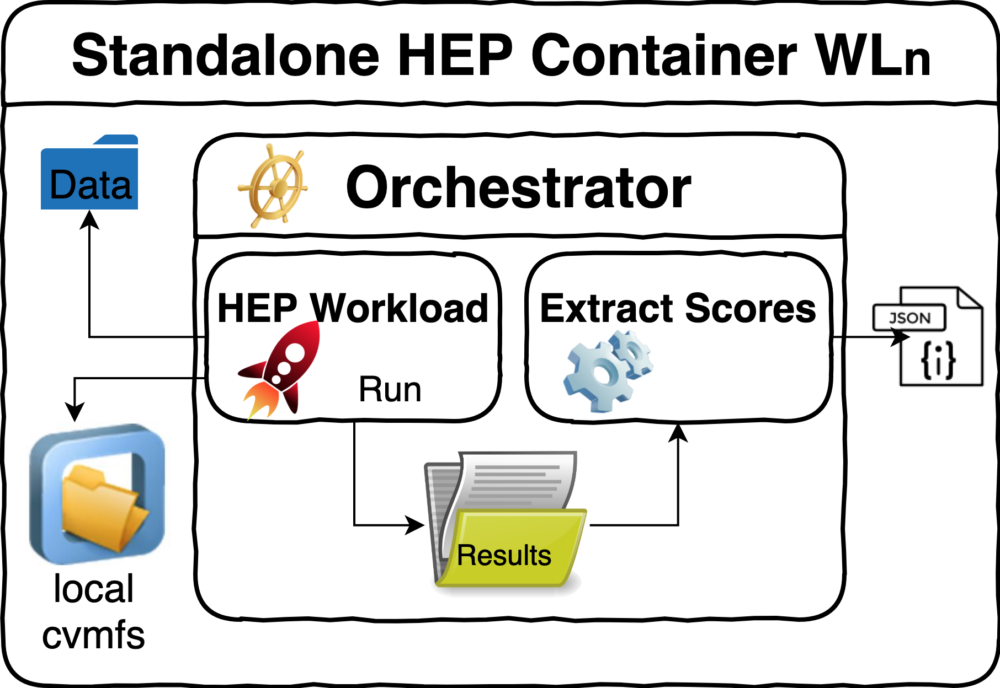 Standalone HEP Container WLn
Data
Orchestrator
HEP Workload
Run
Extract Scores
JSON
{i}
Results
local
cvmfs